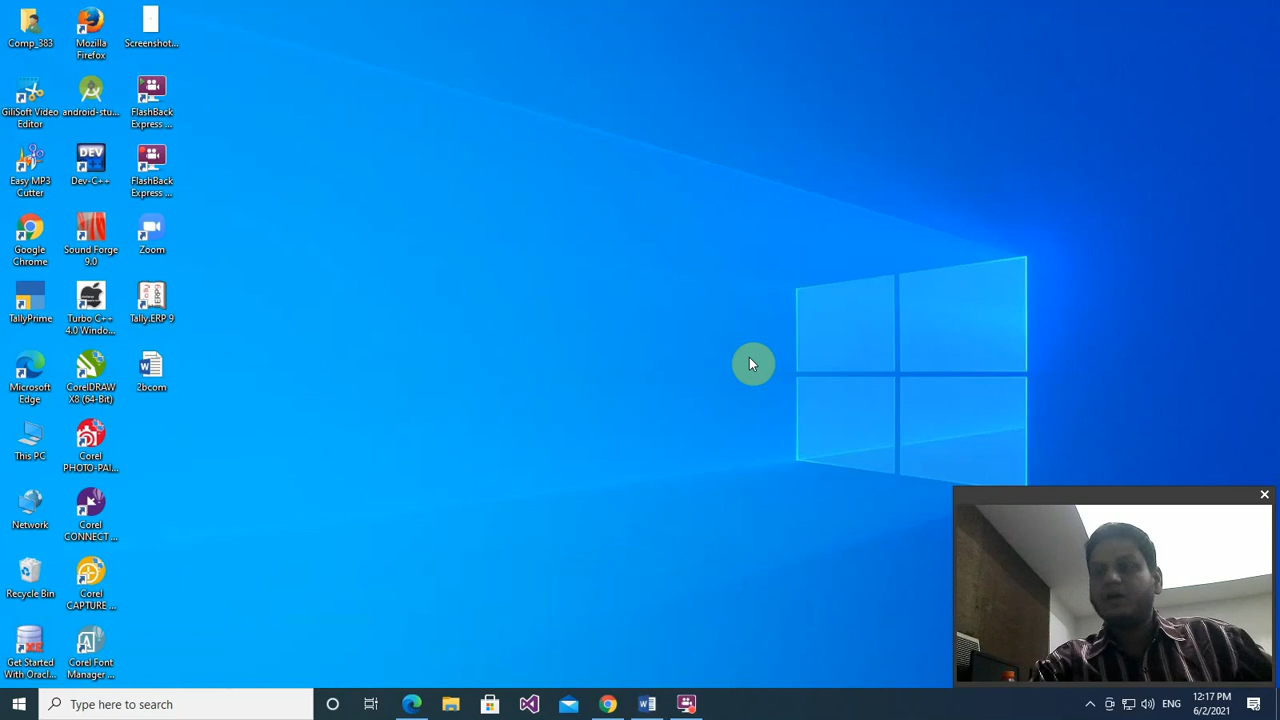 Comp_383
Mozilla
Firefox
Screenshot...
GiliSoft Video
Editor
android-stu...
FlashBack
Express ...
Easy MP3
Cutter
DEV
Dev-C++
FlashBack
Express ...
Google
Chrome
Sound Forge
9.0
Zoom
TallyPrime
Turbo C++
4.0 Windo...
Tally.ERP 9
Microsoft
Edge
CorelDRAW
X8 (64-Bit)
2bcom
This PC
Corel
PHOTO-PAI...
Network
Corel
CONNECT ...
Recycle Bin
Corel
CAPTURE ...
XE
Get Started
With Oracl...
Corel Font
Manager ...
Type here to search
ENG
12:17 PM
6/2/2021